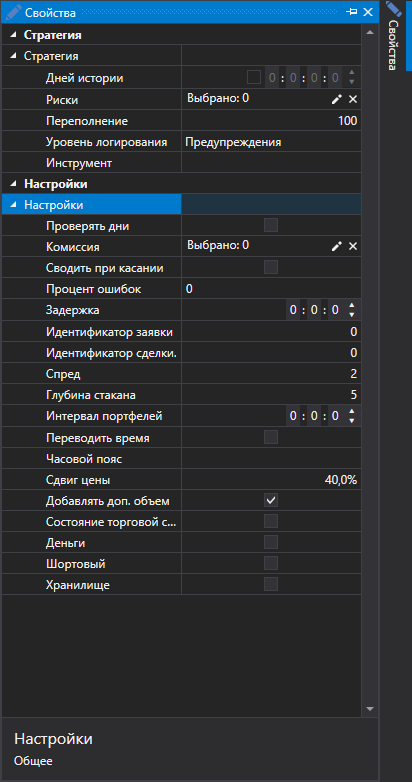 Свойства
Стратегия
Стратегия
Дней истории 0 : 0 : 0 : 0
Риски Выбрано: 0
Переполнение 100
Уровень логирования Предупреждения
Инструмент
Настройки
Настройки
Проверять дни
Комиссия Выбрано: 0
Сводить при касании
Процент ошибок 0
Задержка 0 : 0 : 0
Идентификатор заявки 0
Идентификатор сделки. 0
Спред 2
Глубина стакана 5
Интервал портфелей 0 : 0 : 0
Переводить время
Часовой пояс
Сдвиг цены 40,0%
Добавлять доп. объем
Состояние торговой с...
Деньги
Шортовый
Хранилище
Настройки
Общее
Свойства